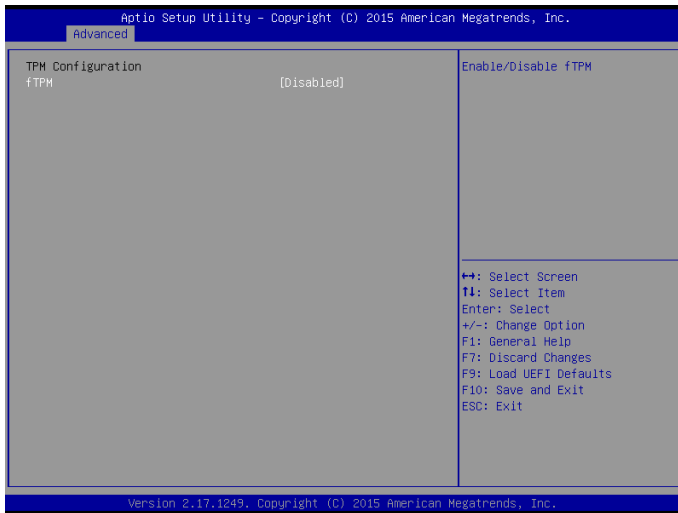 Aptio Setup Utility – Copyright (C) 2015 American Megatrends, Inc.
Advanced
TPM Configuration
fTPM [Disabled]
Enable/Disable fTPM
↔: Select Screen
↑↓: Select Item
Enter: Select
+/-: Change Option
F1: General Help
F7: Discard Changes
F9: Load UEFI Defaults
F10: Save and Exit
ESC: Exit
Version 2.17.1249. Copyright (C) 2015 American Megatrends, Inc.